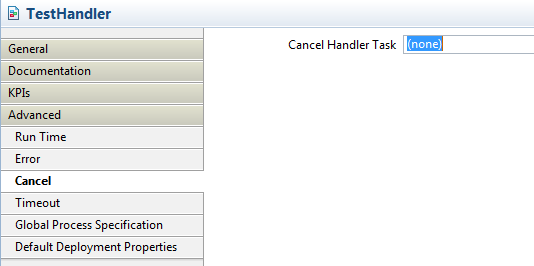 TestHandler
General
Documentation
KPIs
Advanced
Run Time
Error
Cancel
Timeout
Global Process Specification
Default Deployment Properties
Cancel Handler Task (none)